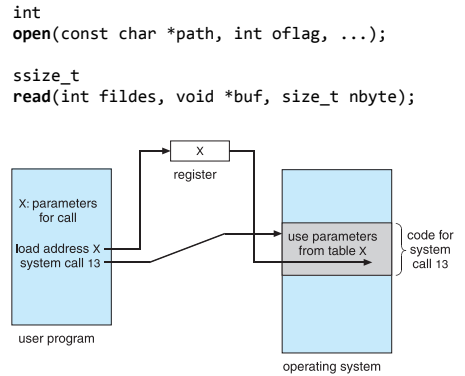 int
open(const char *path, int oflag, ...);
ssize_t
read(int fildes, void *buf, size_t nbyte);
X
register
X: parameters
for call
load address X
system call 13
use parameters
from table X
code for
system
call 13
user program
operating system